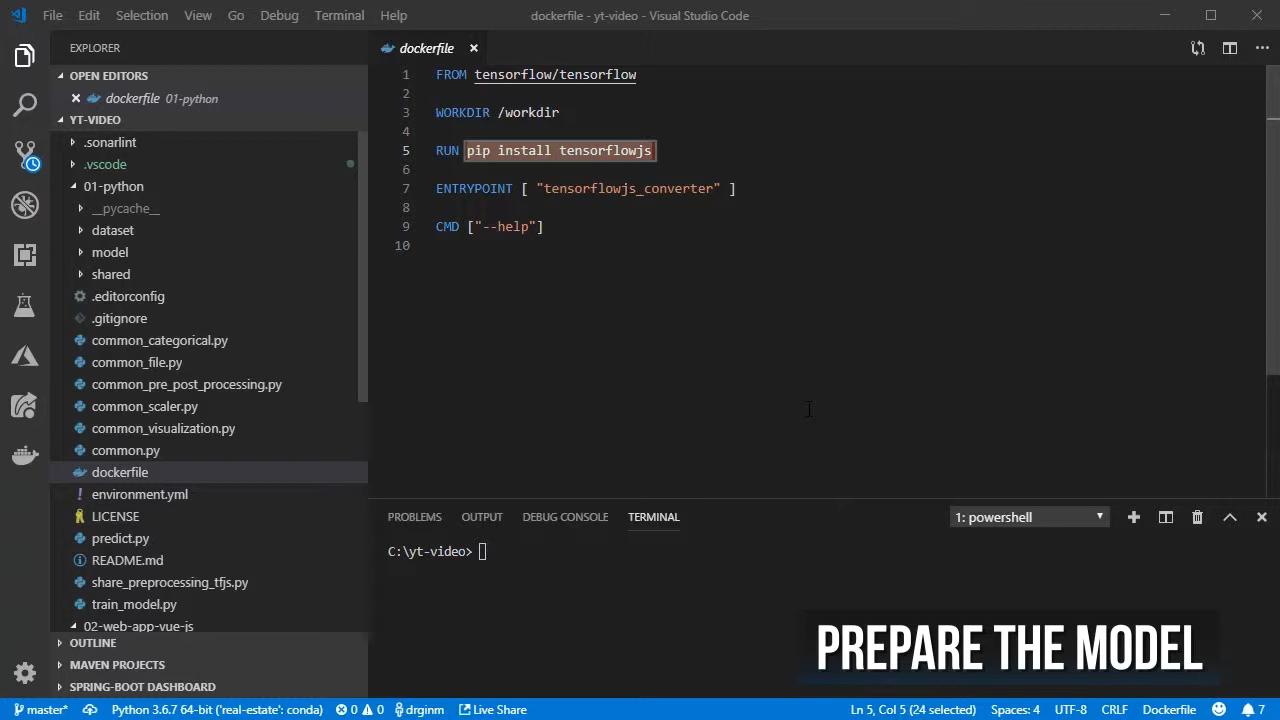 File Edit Selection View Go Debug Terminal Help
dockerfile - yt-video - Visual Studio Code
EXPLORER
OPEN EDITORS
dockerfile 01-python
YT-VIDEO
.sonarlint
.vscode
01-python
__pycache__
dataset
model
shared
.editorconfig
.gitignore
common_categorical.py
common_file.py
common_pre_post_processing.py
common_scaler.py
common_visualization.py
common.py
dockerfile
environment.yml
LICENSE
predict.py
README.md
share_preprocessing_tfjs.py
train_model.py
02-web-app-vue-js
OUTLINE
MAVEN PROJECTS
SPRING-BOOT DASHBOARD
dockerfile
1 FROM tensorflow/tensorflow
2
3 WORKDIR /workdir
4
5 RUN pip install tensorflowjs
6
7 ENTRYPOINT [ "tensorflowjs_converter" ]
8
9 CMD ["--help"]
10
PROBLEMS OUTPUT DEBUG CONSOLE TERMINAL
1: powershell
C:\yt-video>
PREPARE THE MODEL
master* Python 3.6.7 64-bit ('real-estate': conda) 0 0 drginm Live Share
Ln 5, Col 5 (24 selected) Spaces: 4 UTF-8 CRLF Dockerfile 7